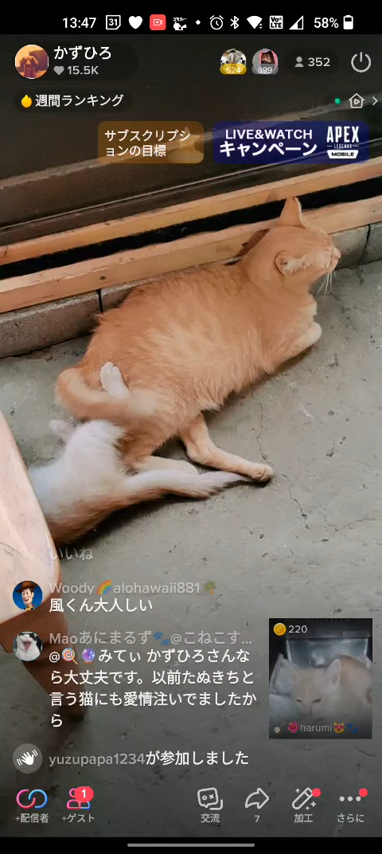 13:47
31
58%
かずひろ
15.5K
524
399
352
週間ランキング
サブスクリプシ
ョンの目標
LIVE&WATCH
キャンペーン
APEX
LEGENDS
MOBILE
いいね
Woody🌈alohawaii881🌴
風くん大人しい
Maoあにまるず🐾@こねこす...
@🍭🔮みてぃ かずひろさんな
ら大丈夫です。以前たぬきちと
言う猫にも愛情注いでましたか
ら
220
🌺harumi😻🐾
yuzupapa1234が参加しました
1
+配信者
+ゲスト
交流
7
加工
さらに